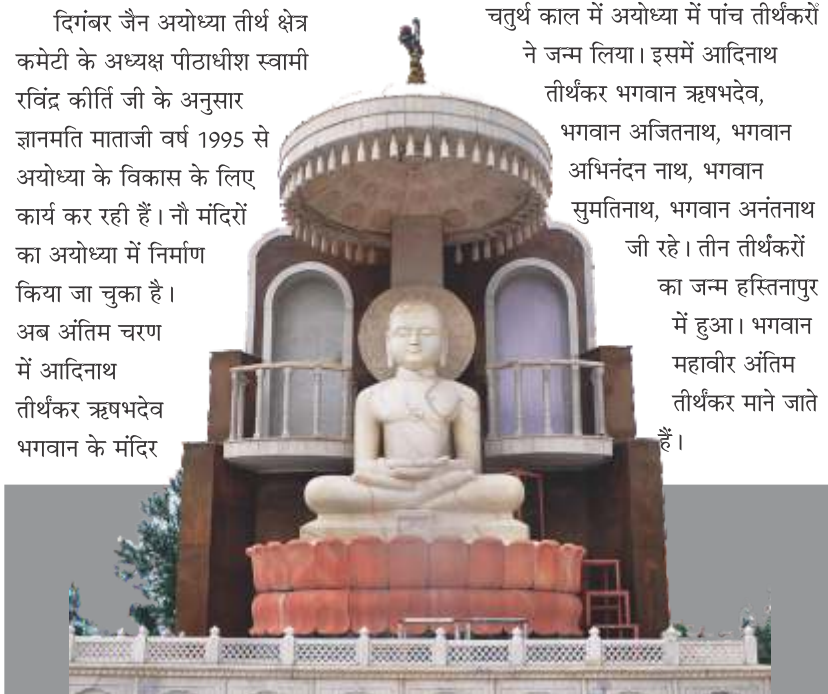 दिगंबर जैन अयोध्या तीर्थ क्षेत्र
कमेटी के अध्यक्ष पीठाधीश स्वामी
रविंद्र कीर्ति जी के अनुसार
ज्ञानमति माताजी वर्ष 1995 से
अयोध्या के विकास के लिए
कार्य कर रही हैं। नौ मंदिरों
का अयोध्या में निर्माण
किया जा चुका है।
अब अंतिम चरण
में आदिनाथ
तीर्थंकर ऋषभदेव
भगवान के मंदिर
चतुर्थ काल में अयोध्या में पांच तीर्थंकरों
ने जन्म लिया। इसमें आदिनाथ
तीर्थंकर भगवान ऋषभदेव,
भगवान अजितनाथ, भगवान
अभिनंदन नाथ, भगवान
सुमतिनाथ, भगवान अनंतनाथ
जी रहे। तीन तीर्थंकरों
का जन्म हस्तिनापुर
में हुआ। भगवान
महावीर अंतिम
तीर्थंकर माने जाते
हैं।